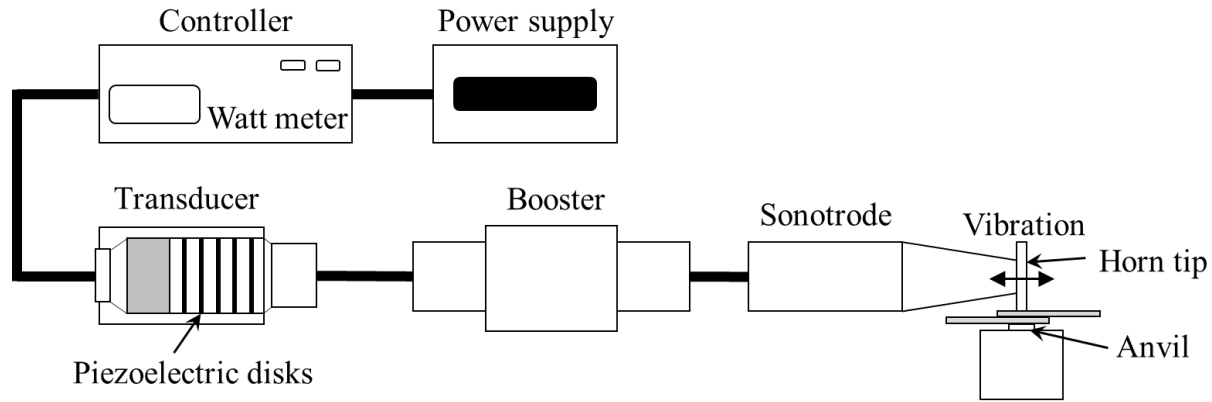 Controller
Power supply
Watt meter
Transducer
Booster
Sonotrode
Vibration
Horn tip
Anvil
Piezoelectric disks